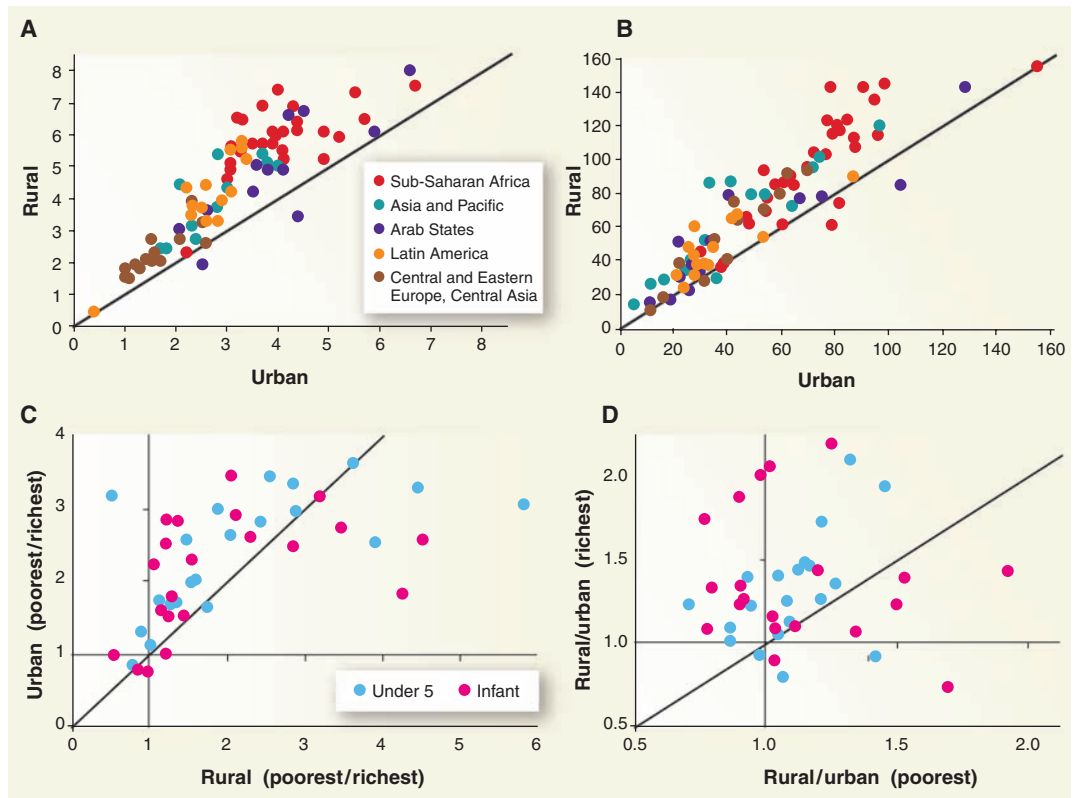 A
Rural
8
7
6
5
4
3
2
1
0
0 1 2 3 4 5 6 7 8
Urban
Sub-Saharan Africa
Asia and Pacific
Arab States
Latin America
Central and Eastern
Europe, Central Asia
B
Rural
160
140
120
100
80
60
40
20
0
0 20 40 60 80 100 120 140 160
Urban
C
Urban (poorest/richest)
4
3
2
1
0
0 1 2 3 4 5 6
Rural (poorest/richest)
Under 5 Infant
D
Rural/urban (richest)
2.0
1.5
1.0
0.5
0.5 1.0 1.5 2.0
Rural/urban (poorest)